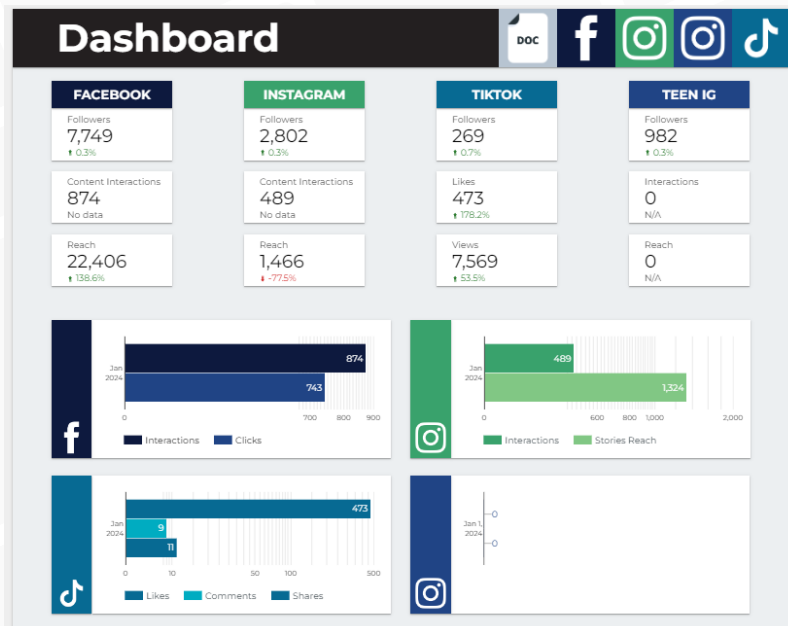 Dashboard
DOC
FACEBOOK
Followers
7,749
0.3%
Content Interactions
874
No data
Reach
22,406
138.6%
INSTAGRAM
Followers
2,802
0.3%
Content Interactions
489
No data
Reach
1,466
-77.5%
TIKTOK
Followers
269
0.7%
Likes
473
178.2%
Views
7,569
53.5%
TEEN IG
Followers
982
0.3%
Interactions
0
N/A
Reach
0
N/A
Jan
2024
874
743
0 700 800 900
Interactions Clicks
Jan
2024
489
1,324
0 600 800 1,000 2,000
Interactions Stories Reach
Jan
2024
473
9
11
0 10 50 100 500
Likes Comments Shares
Jan 1,
2024
0
0